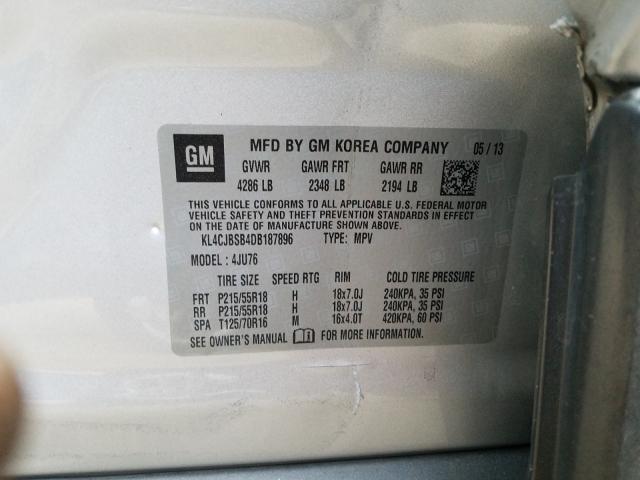 GM
MFD BY GM KOREA COMPANY 05 / 13
GVWR GAWR FRT GAWR RR
4286 LB 2348 LB 2194 LB
THIS VEHICLE CONFORMS TO ALL APPLICABLE U.S. FEDERAL MOTOR
VEHICLE SAFETY AND THEFT PREVENTION STANDARDS IN EFFECT ON
THE DATE OF MANUFACTURE SHOWN ABOVE.
KL4CJBSB4DB187896 TYPE: MPV
MODEL : 4JU76
TIRE SIZE SPEED RTG RIM COLD TIRE PRESSURE
FRT P215/55R18 H 18x7.0J 240KPA, 35 PSI
RR P215/55R18 H 18x7.0J 240KPA, 35 PSI
SPA T125/70R16 M 16x4.0T 420KPA, 60 PSI
SEE OWNER'S MANUAL FOR MORE INFORMATION.